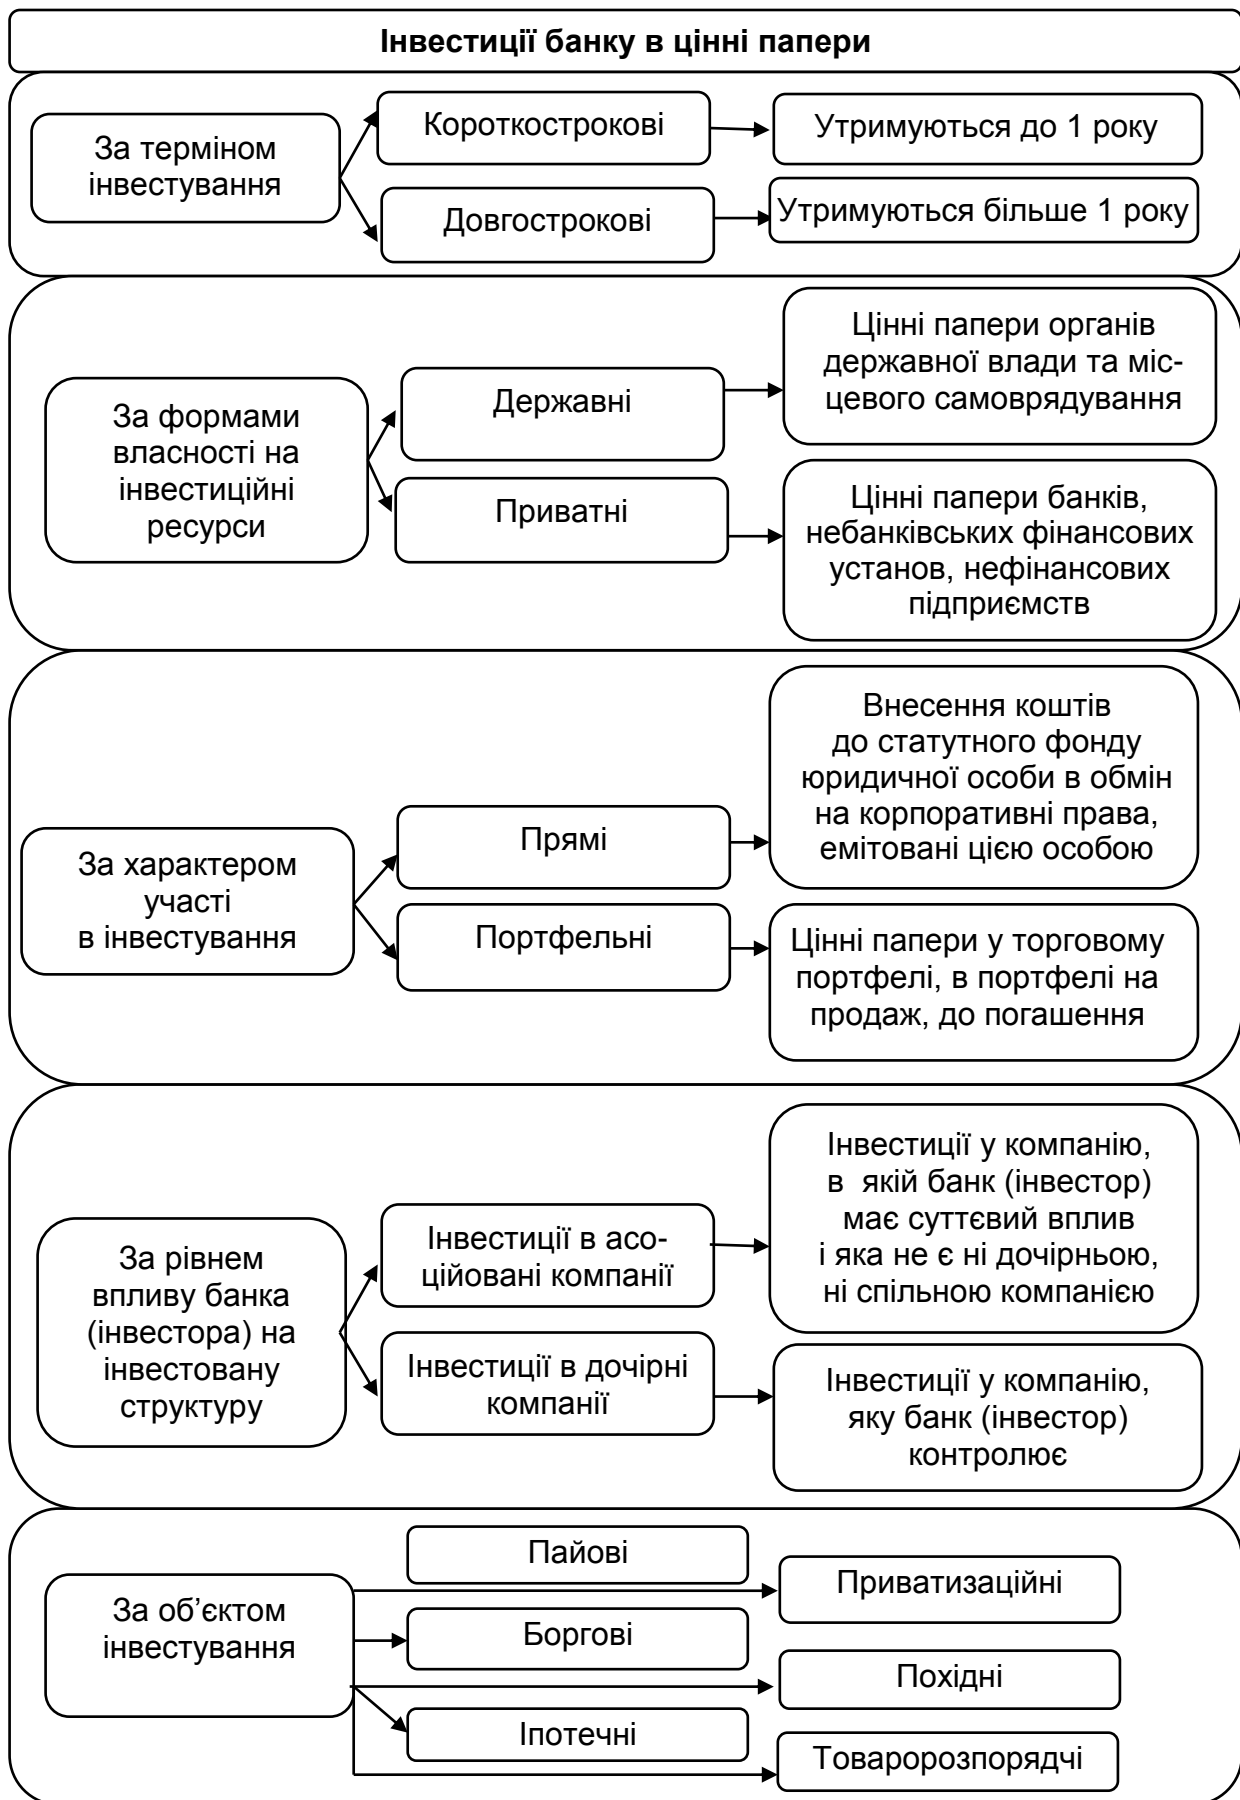 Інвестиції банку в цінні папери
За терміном
інвестування
Короткострокові
Утримуються до 1 року
Довгострокові
Утримуються більше 1 року
За формами
власності на
інвестиційні
ресурси
Державні
Цінні папери органів
державної влади та міс-
цевого самоврядування
Приватні
Цінні папери банків,
небанківських фінансових
установ, нефінансових
підприємств
За характером
участі
в інвестування
Прямі
Внесення коштів
до статутного фонду
юридичної особи в обмін
на корпоративні права,
емітовані цією особою
Портфельні
Цінні папери у торговому
портфелі, в портфелі на
продаж, до погашення
За рівнем
впливу банка
(інвестора) на
інвестовану
структуру
Інвестиції в асо-
ційовані компанії
Інвестиції у компанію,
в якій банк (інвестор)
має суттєвий вплив
і яка не є ні дочірньою,
ні спільною компанією
Інвестиції в дочірні
компанії
Інвестиції у компанію,
яку банк (інвестор)
контролює
За об’єктом
інвестування
Пайові
Приватизаційні
Боргові
Похідні
Іпотечні
Товаророзпорядчі